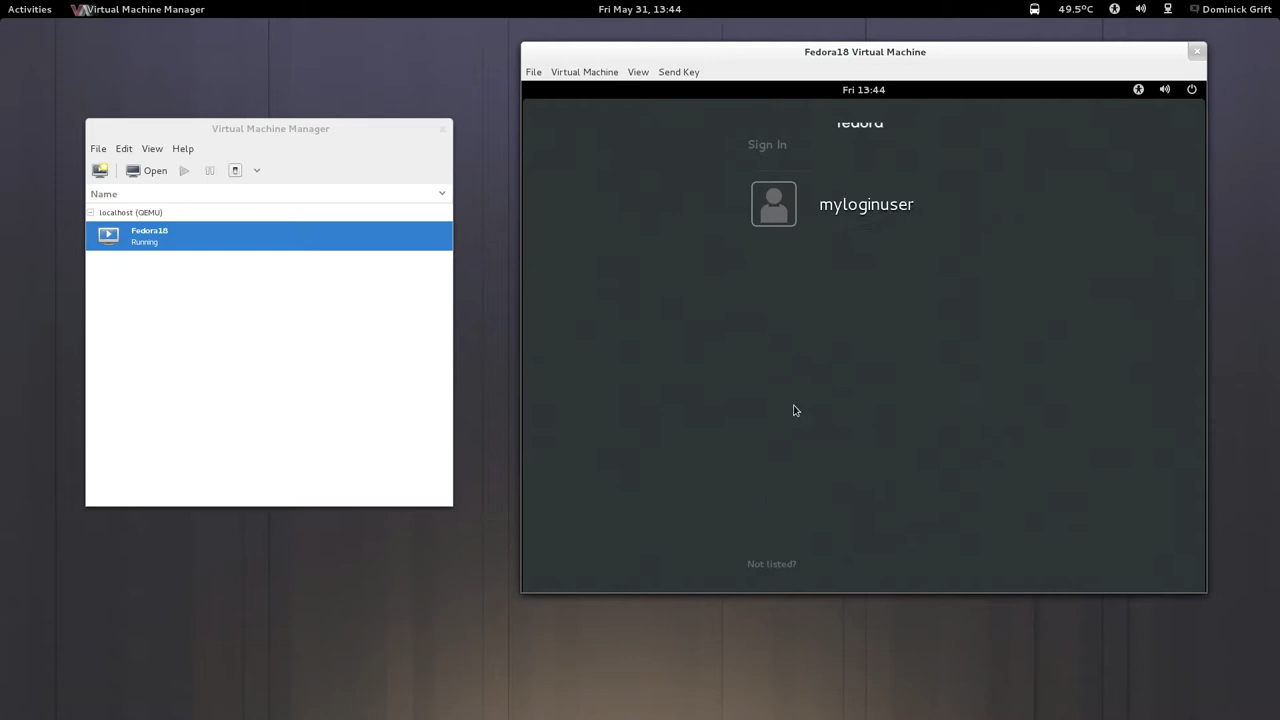 Activities Virtual Machine Manager Fri May 31, 13:44 49.5°C Dominick Grift
Fedora18 Virtual Machine
File Virtual Machine View Send Key
Fri 13:44
fedora
Sign In
myloginuser
Not listed?
Virtual Machine Manager
File Edit View Help
Open
Name
localhost (QEMU)
Fedora18
Running